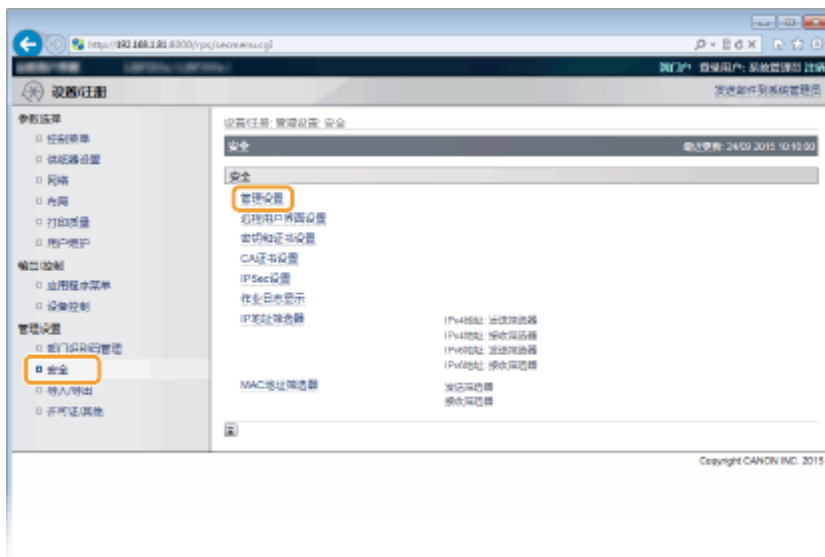 http://192.168.1.81:8000/rps/csecmenu.cgi
到门户 登录用户: 系统管理员 注销
设置/注册
发送邮件到系统管理员
参数选择
控制菜单
供纸器设置
网络
布局
打印质量
用户维护
输出/控制
应用程序菜单
设备控制
管理设置
部门识别码管理
安全
导入/导出
许可证/其他
设置/注册: 管理设置: 安全
安全
最近更新: 24/09 2015 10:10:00
安全
管理设置
远程用户界面设置
密钥和证书设置
CA证书设置
IPSec设置
作业日志显示
IP地址筛选器
IPv4地址: 发送筛选器
IPv4地址: 接收筛选器
IPv6地址: 发送筛选器
IPv6地址: 接收筛选器
MAC地址筛选器
发送筛选器
接收筛选器
Copyright CANON INC. 2015